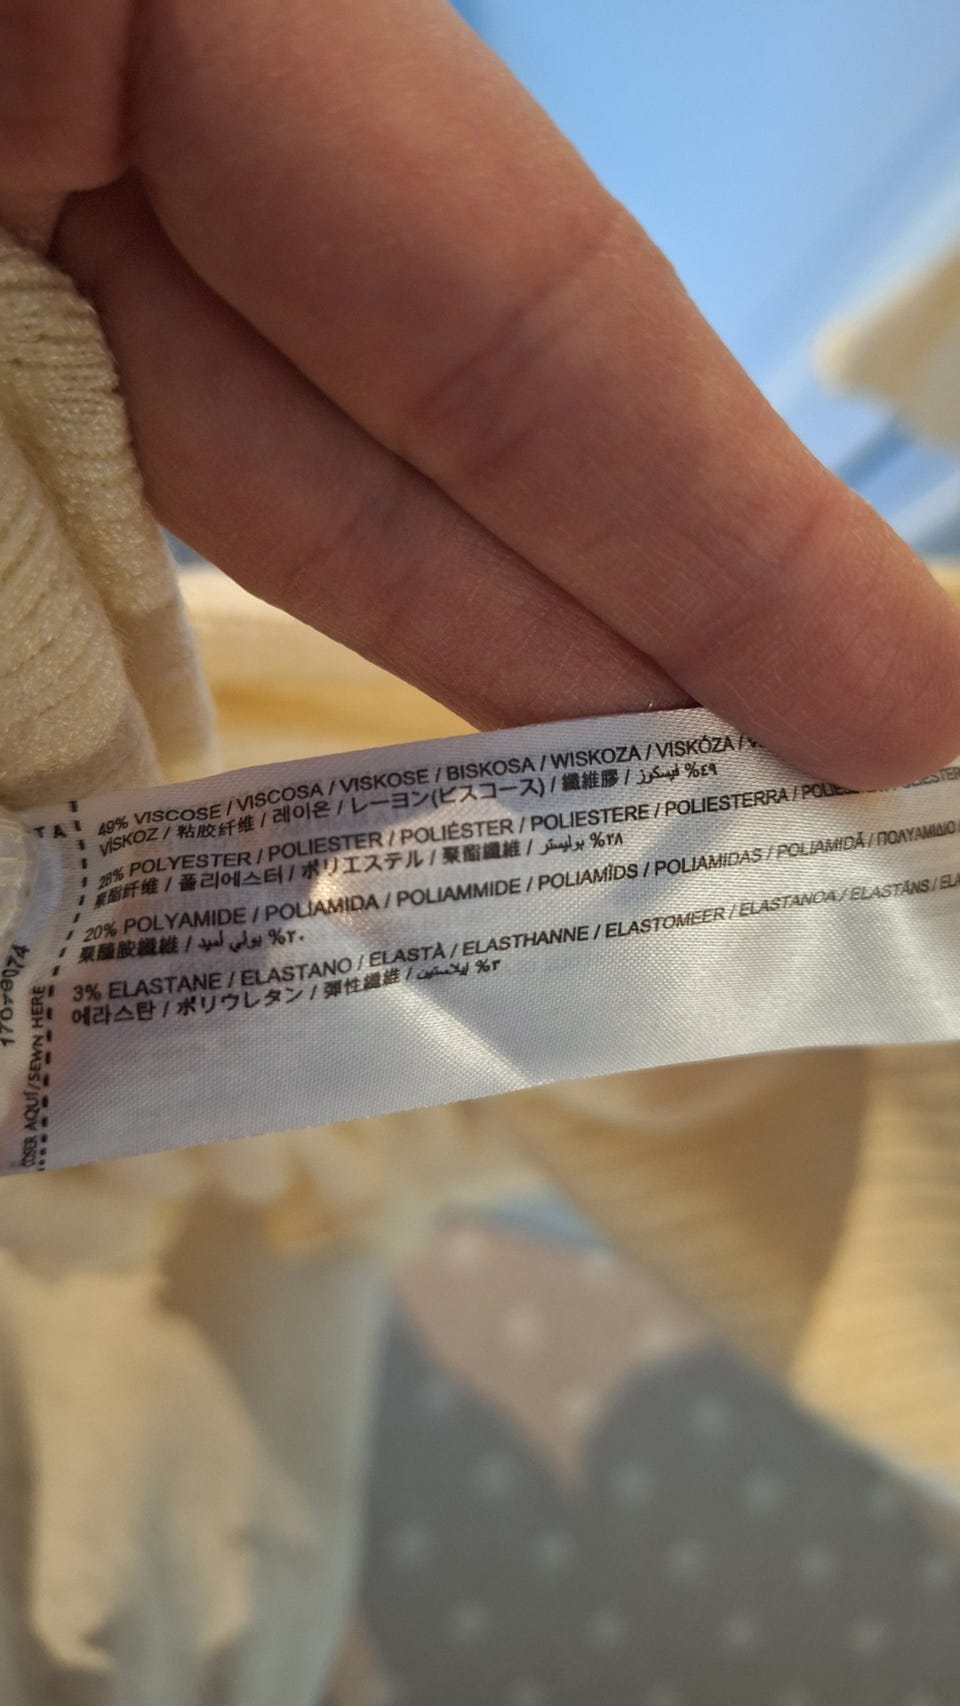 49% VISCOSE / VISCOSA / VISKOSE / BISKOSA / WISKOZA / VISKÓZA /
VİSKOZ / 粘胶纤维 / 레이온 / レーヨン(ビスコース) / 纖維膠 / فيسكوز %٤٩
28% POLYESTER / POLIESTER / POLIÉSTER / POLIESTERE / POLIESTERRA /
聚酯纤维 / 폴리에스터 / ポリエステル / 聚酯纖維 / بوليستر %٢٨
20% POLYAMIDE / POLIAMIDA / POLIAMMIDE / POLIAMĪDS / POLIAMIDAS / POLIAMIDĂ / ΠΟΛΥΑΜΙΔΙΟ
聚醯胺纖維 / بولي أميد %٢٠
3% ELASTANE / ELASTANO / ELASTÀ / ELASTHANNE / ELASTOMEER / ELASTANOA / ELASTĀNS /
에라스탄 / ポリウレタン / 彈性纖維 / ايلاستين %٣
COSER AQUÍ/SEWN HERE